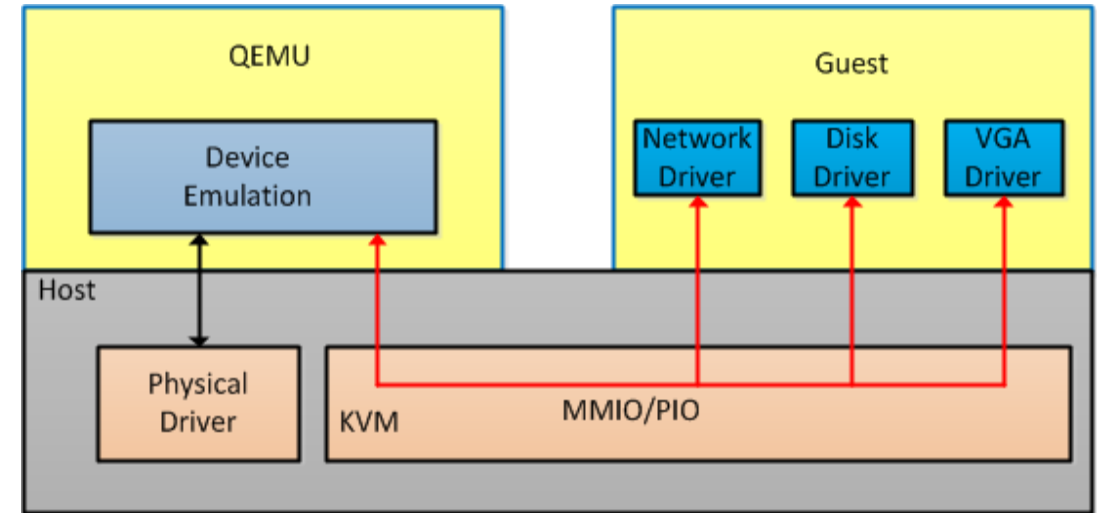 QEMU
Device
Emulation
Guest
Network
Driver
Disk
Driver
VGA
Driver
Host
Physical
Driver
KVM
MMIO/PIO